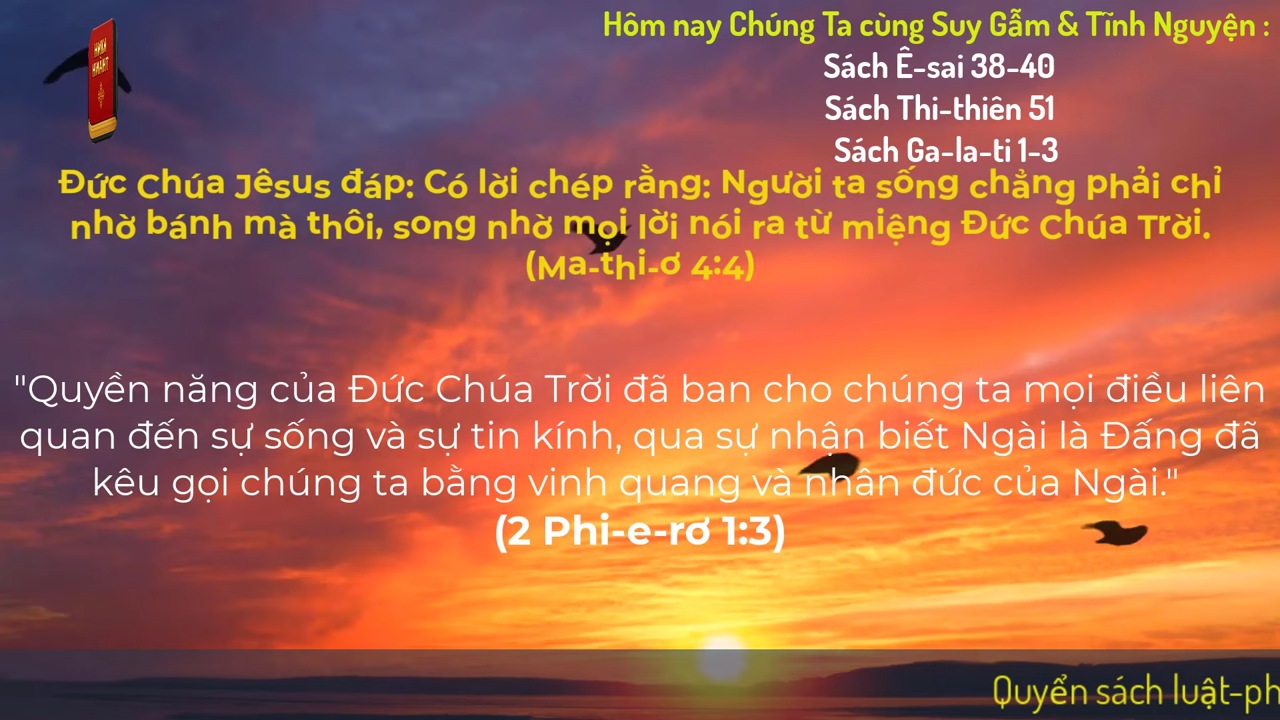 Hôm nay Chúng Ta cùng Suy Gẫm & Tĩnh Nguyện :
Sách Ê-sai 38-40
Sách Thi-thiên 51
Sách Ga-la-ti 1-3
Đức Chúa Jêsus đáp: Có lời chép rằng: Người ta sống chẳng phải chỉ
nhờ bánh mà thôi, song nhờ mọi lời nói ra từ miệng Đức Chúa Trời.
(Ma-thi-ơ 4:4)
"Quyền năng của Đức Chúa Trời đã ban cho chúng ta mọi điều liên
quan đến sự sống và sự tin kính, qua sự nhận biết Ngài là Đấng đã
kêu gọi chúng ta bằng vinh quang và nhân đức của Ngài."
(2 Phi-e-rơ 1:3)
Quyển sách luật-ph